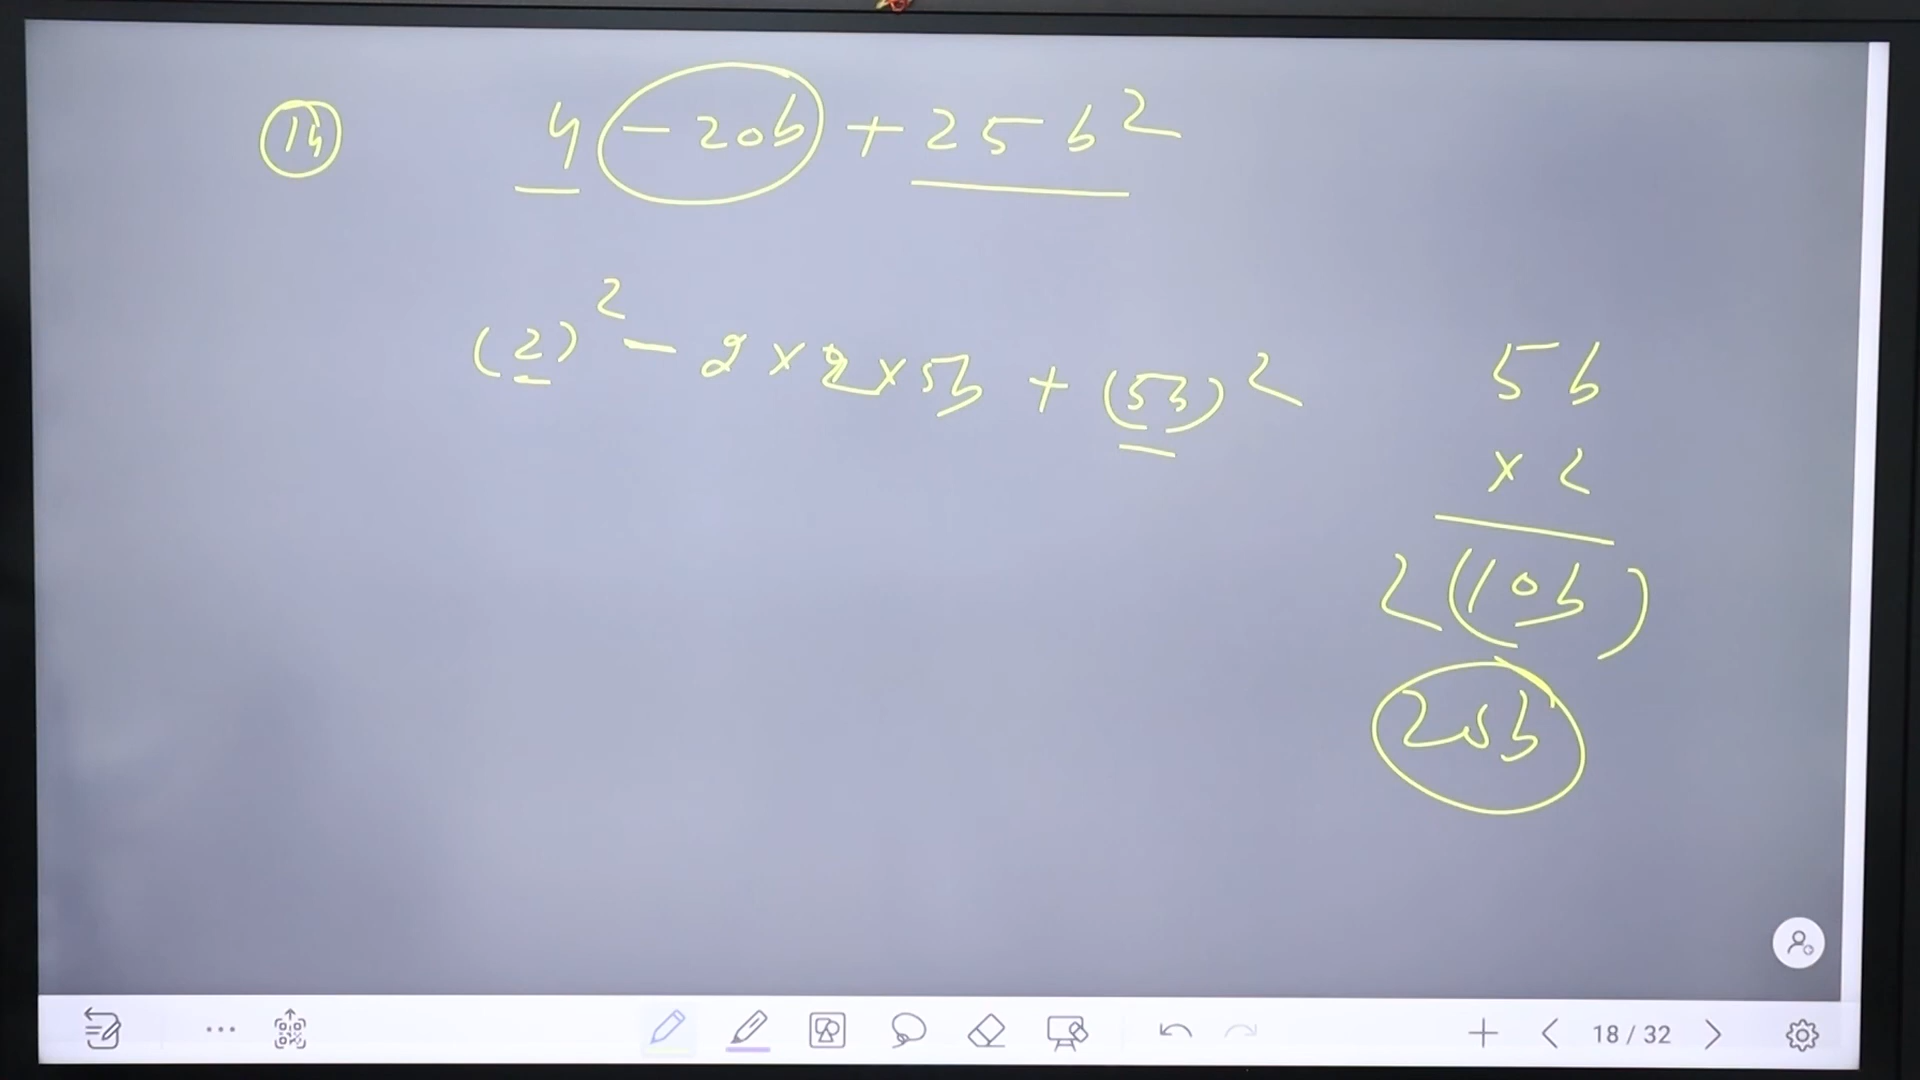 14 4 - 20b + 25b²
(2)² - 2 × 2 × 5b + (5b)²
5b
× 2
2(10b)
20b
18 / 32